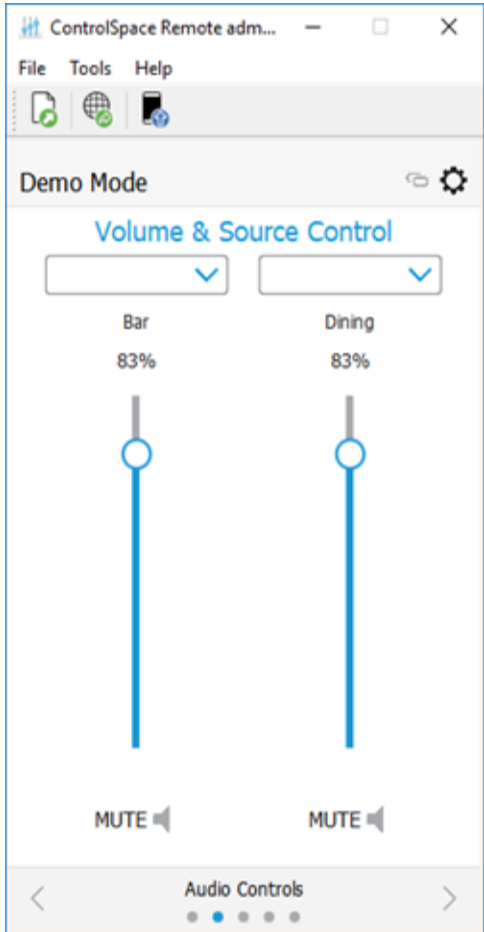 ControlSpace Remote adm...
File Tools Help
Demo Mode
Volume & Source Control
Bar Dining
83% 83%
MUTE MUTE
Audio Controls